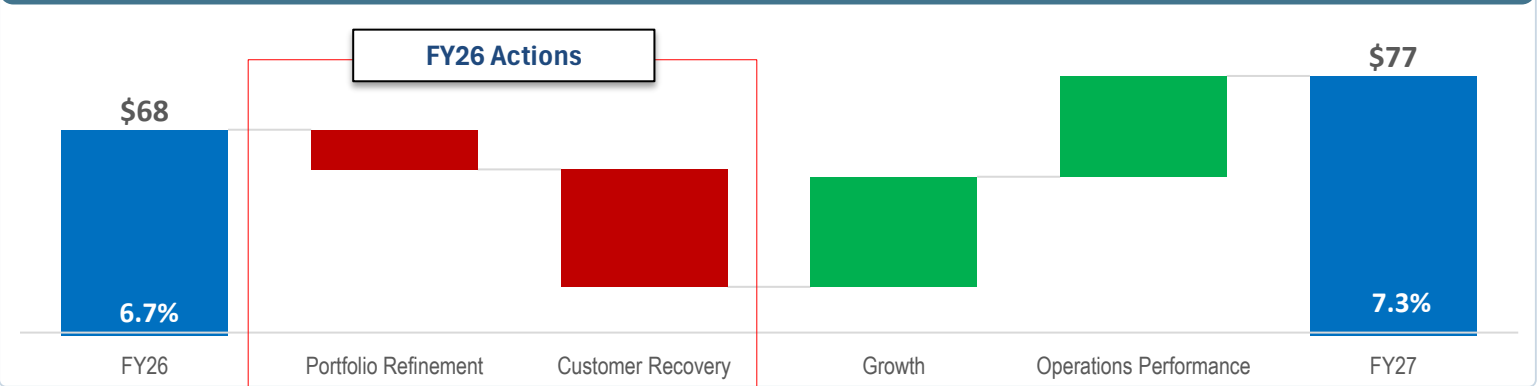 FY26 Actions
$68
$77
6.7%
7.3%
FY26
Portfolio Refinement
Customer Recovery
Growth
Operations Performance
FY27